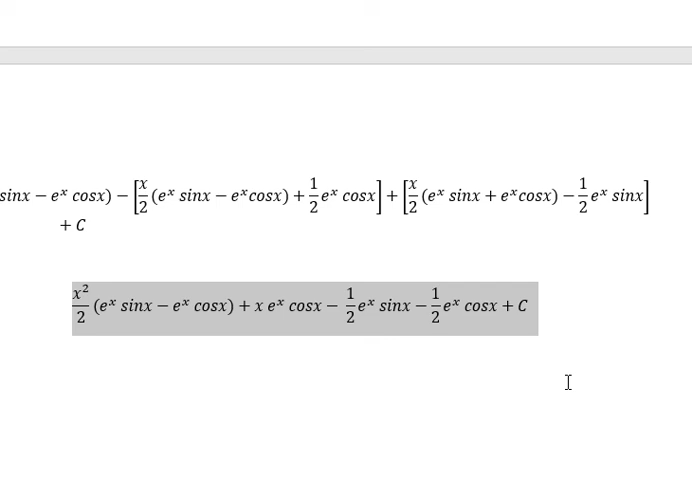 sinx − eˣ cosx) − [x/2 (eˣ sinx − eˣcosx) + 1/2 eˣ cosx] + [x/2 (eˣ sinx + eˣcosx) − 1/2 eˣ sinx]
+ C
x²/2 (eˣ sinx − eˣ cosx) + x eˣ cosx − 1/2 eˣ sinx − 1/2 eˣ cosx + C